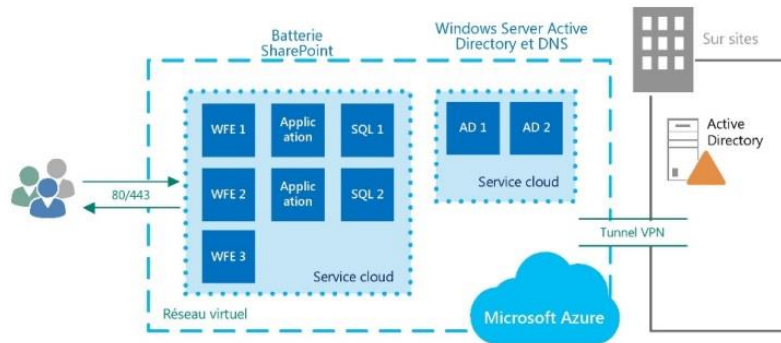 Batterie
SharePoint
Windows Server Active
Directory et DNS
Sur sites
WFE 1
Applic
ation
SQL 1
AD 1
AD 2
Active
Directory
80/443
WFE 2
Applic
ation
SQL 2
Service cloud
Tunnel VPN
WFE 3
Service cloud
Réseau virtuel
Microsoft Azure